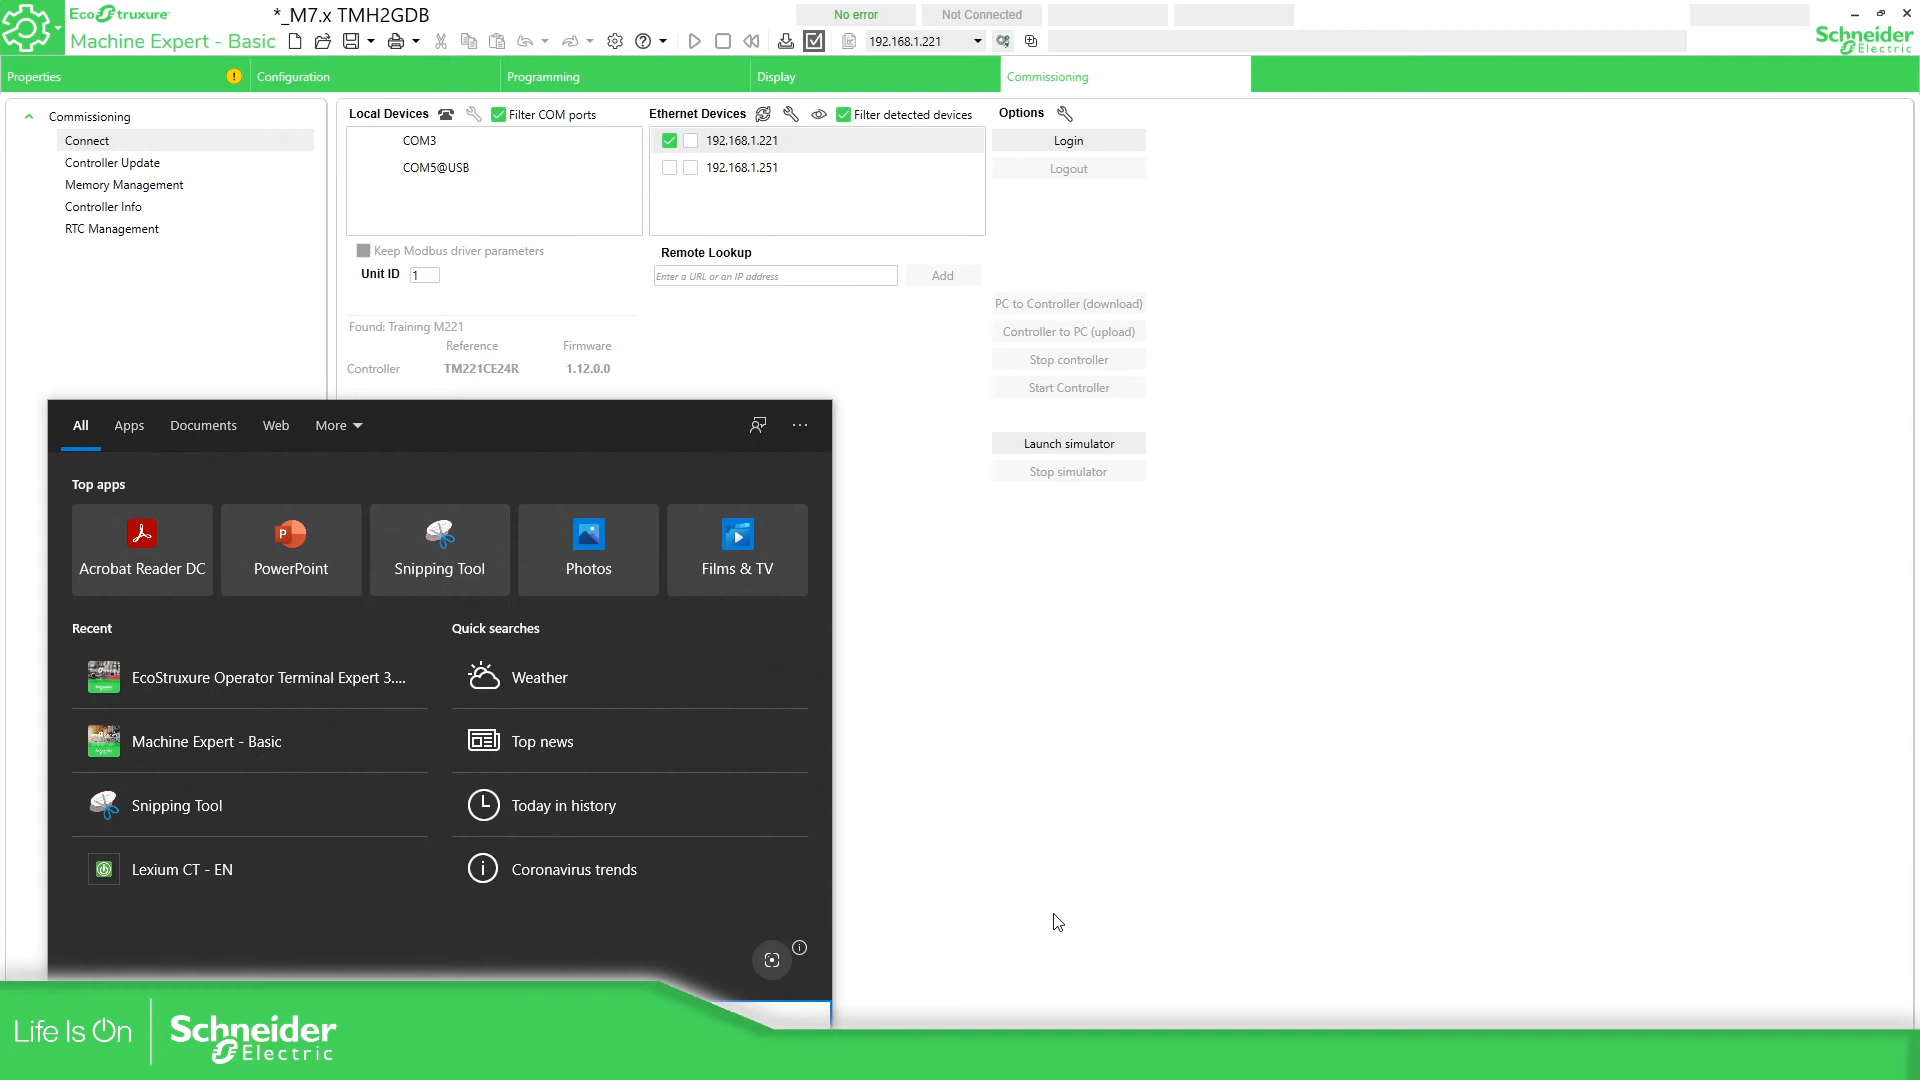 EcoStruxure
Machine Expert - Basic
*_M7.x TMH2GDB
No error
Not Connected
192.168.1.221
Schneider
Electric
Properties
Configuration
Programming
Display
Commissioning
Commissioning
Connect
Controller Update
Memory Management
Controller Info
RTC Management
Local Devices
Filter COM ports
COM3
COM5@USB
Keep Modbus driver parameters
Unit ID 1
Found: Training M221
Reference Firmware
Controller TM221CE24R 1.12.0.0
Ethernet Devices
Filter detected devices
192.168.1.221
192.168.1.251
Remote Lookup
Enter a URL or an IP address
Add
Options
Login
Logout
PC to Controller (download)
Controller to PC (upload)
Stop controller
Start Controller
Launch simulator
Stop simulator
All Apps Documents Web More
Top apps
Acrobat Reader DC
PowerPoint
Snipping Tool
Photos
Films & TV
Recent
EcoStruxure Operator Terminal Expert 3....
Machine Expert - Basic
Snipping Tool
Lexium CT - EN
Quick searches
Weather
Top news
Today in history
Coronavirus trends
Life Is On
Schneider
Electric